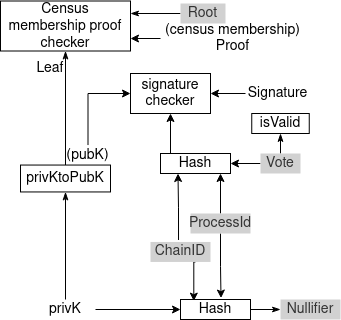 Census
membership proof
checker
Root
(census membership)
Proof
Leaf
signature
checker
Signature
isValid
(pubK)
privKtoPubK
Hash
Vote
ProcessId
ChainID
privK
Hash
Nullifier